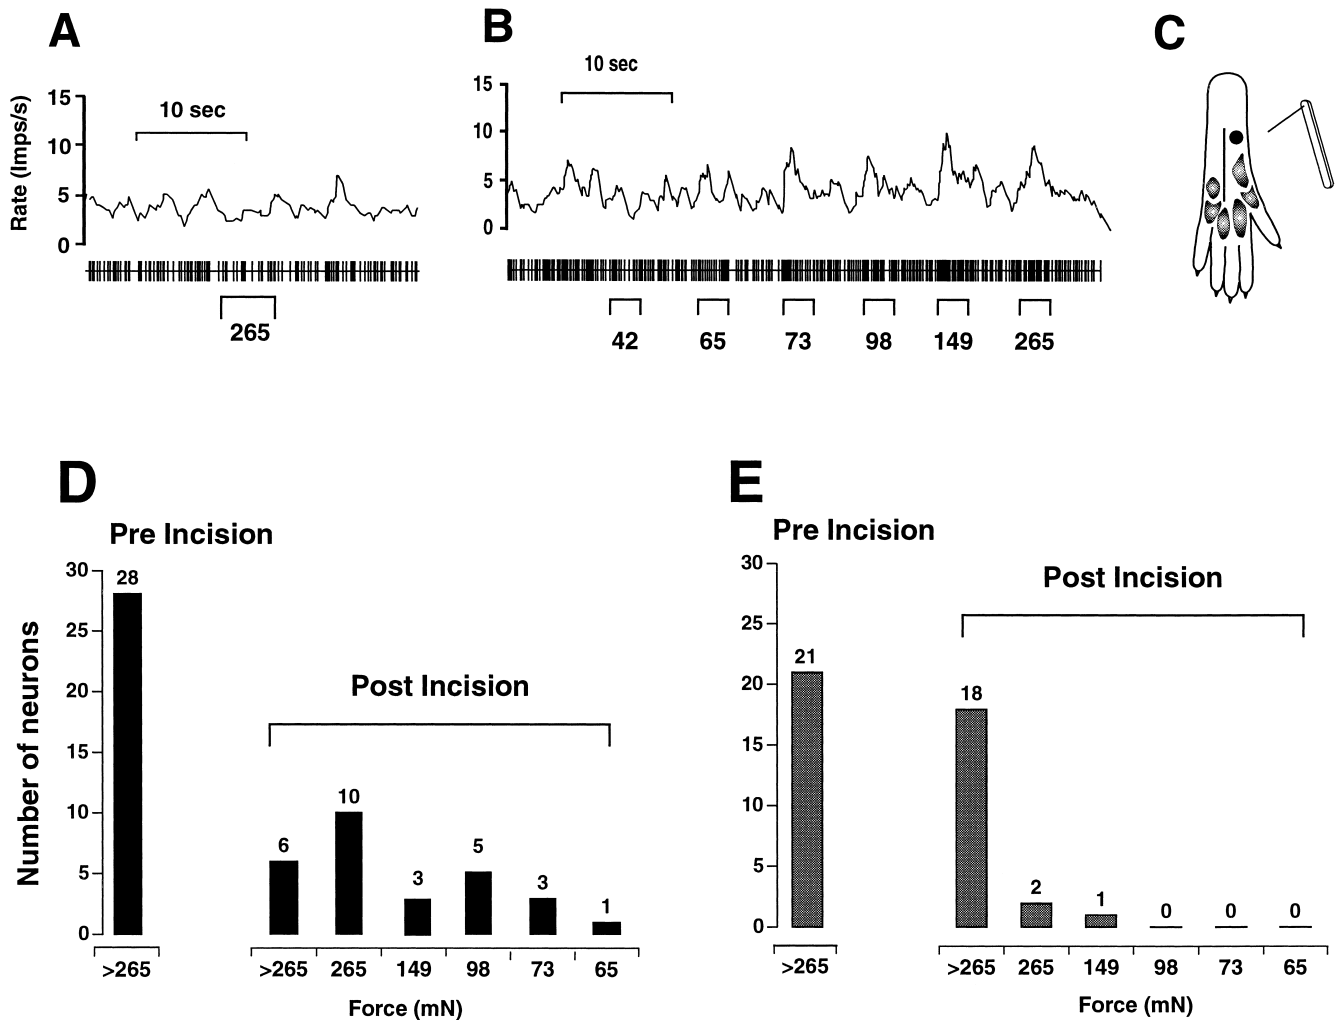 A
Rate (Imps/s)
15
10
5
0
10 sec
265
B
10 sec
15
10
5
0
42 65 73 98 149 265
C
D
Pre Incision
Number of neurons
30
25
20
15
10
5
0
28
>265
Post Incision
6 10 3 5 3 1
>265 265 149 98 73 65
Force (mN)
E
Pre Incision
30
25
20
15
10
5
0
21
>265
Post Incision
18 2 1 0 0 0
>265 265 149 98 73 65
Force (mN)